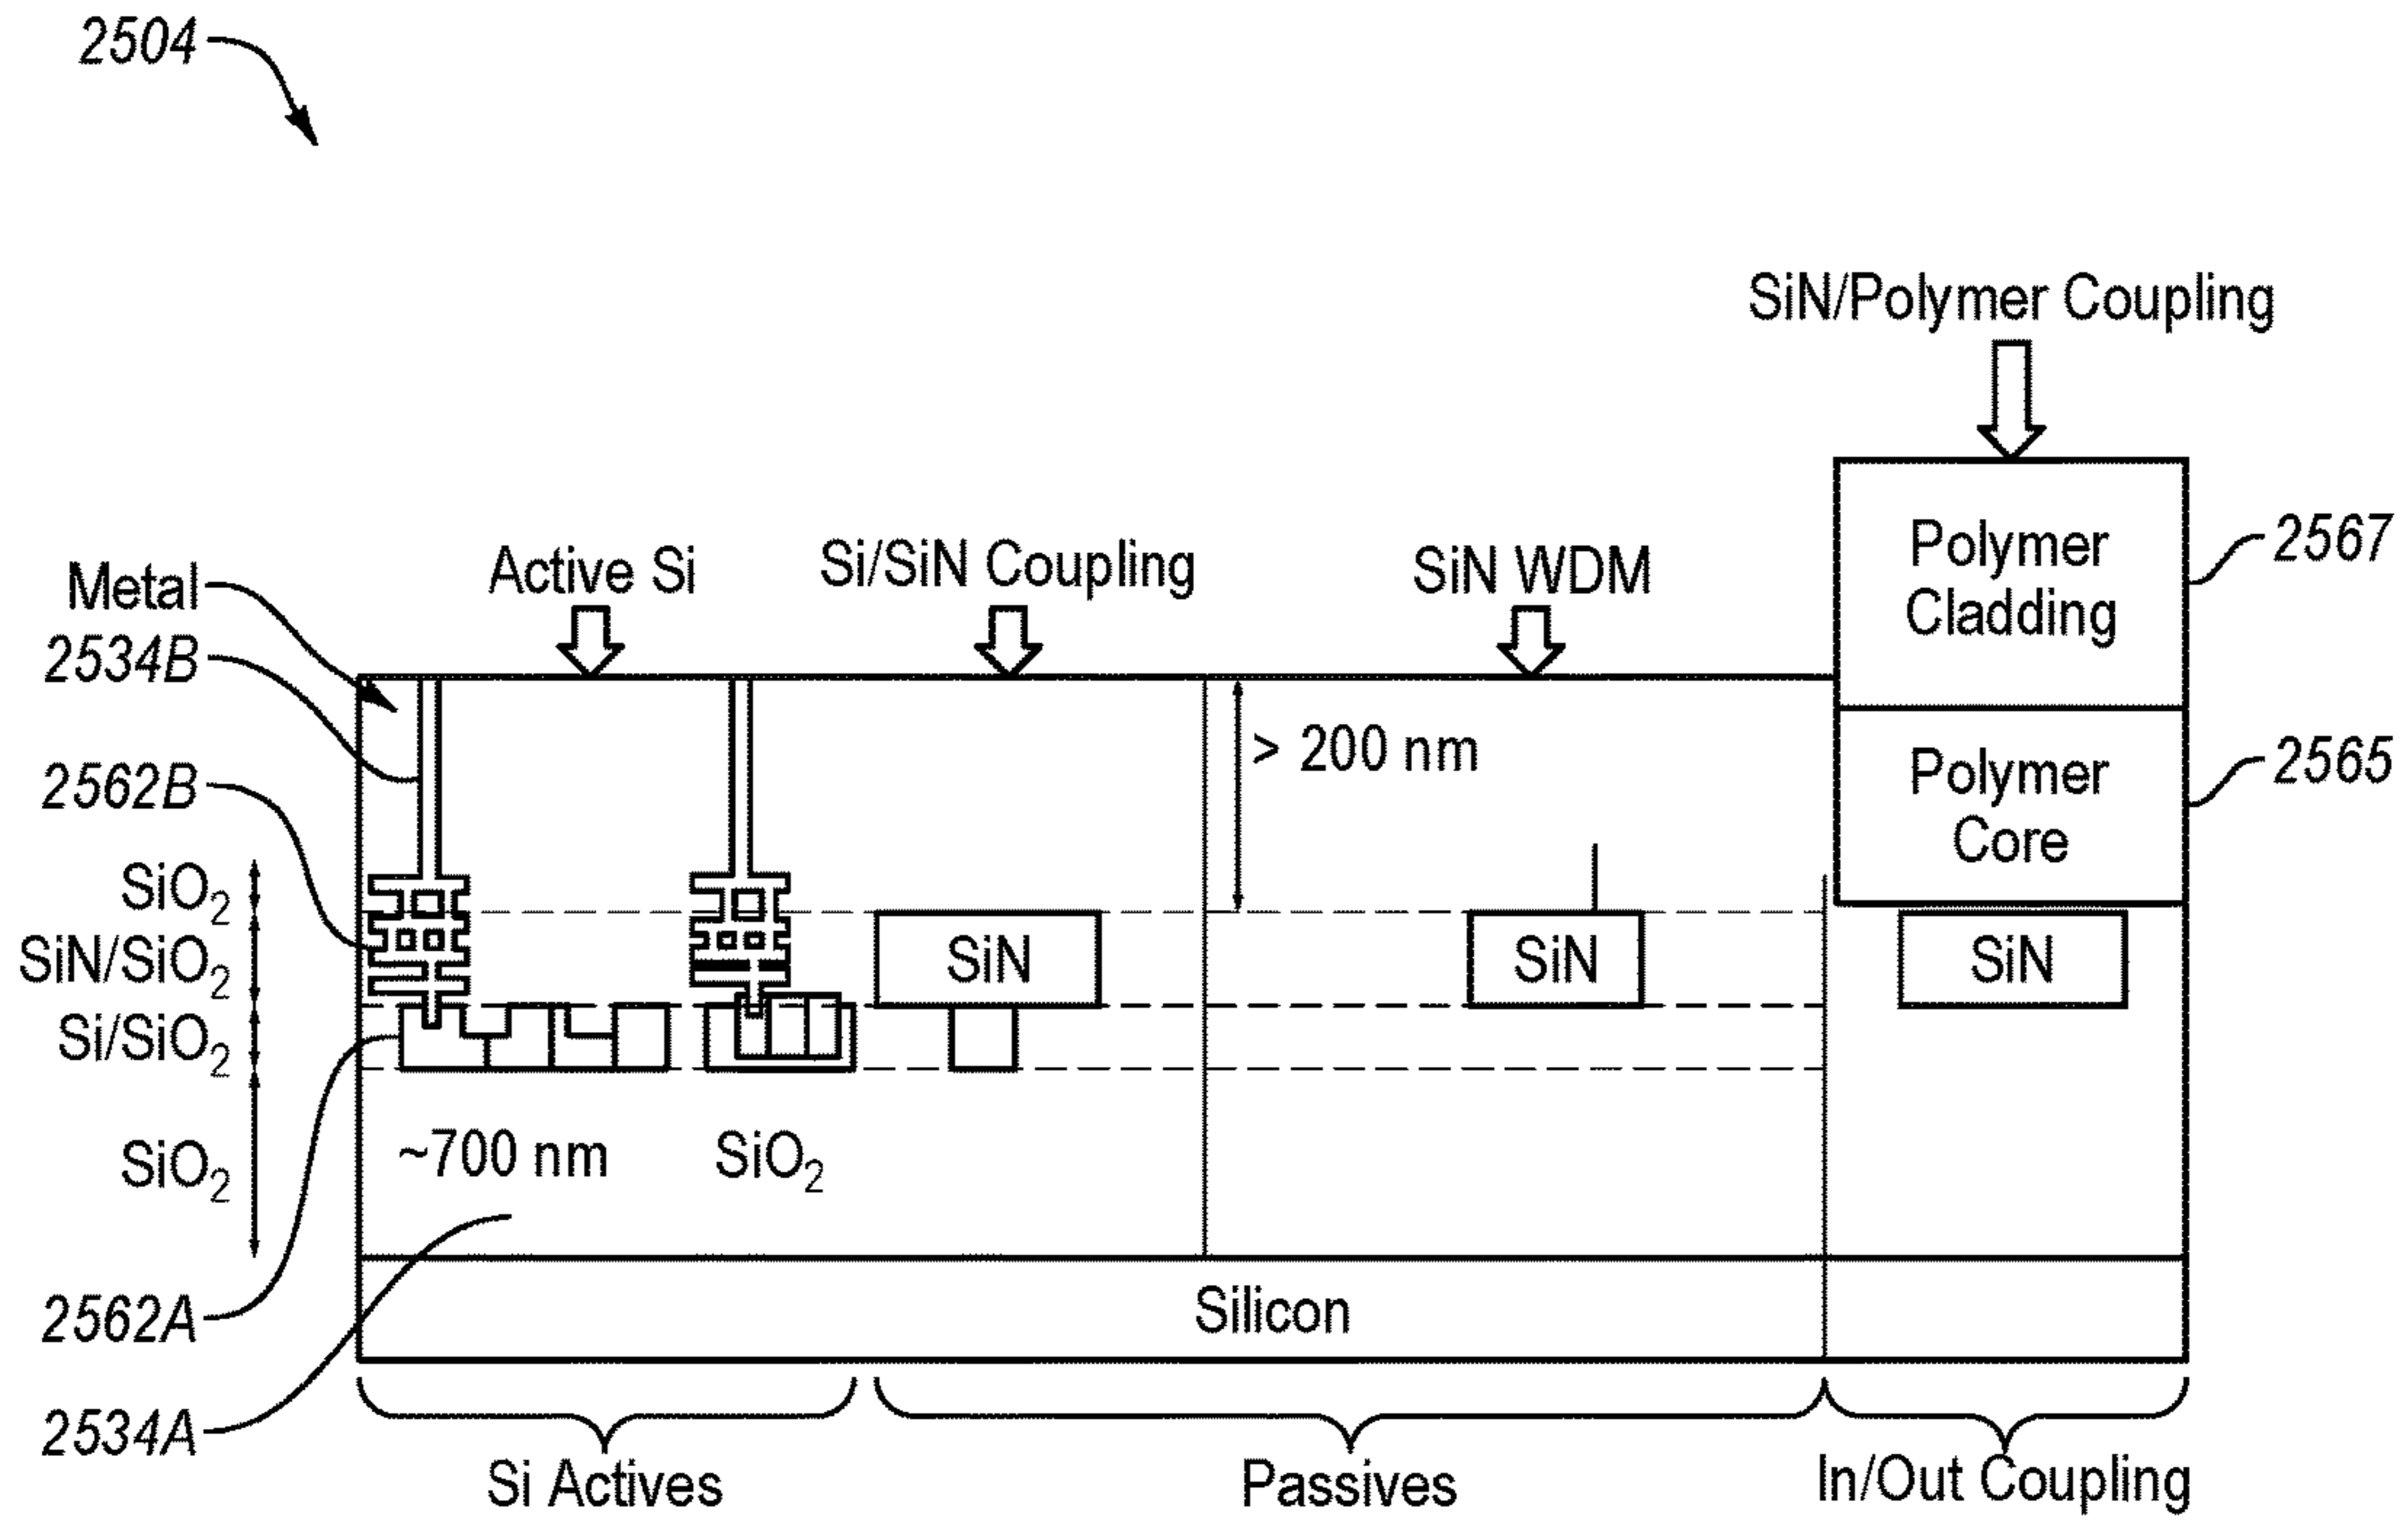 2504
SiN/Polymer Coupling
Metal
Active Si
Si/SiN Coupling
SiN WDM
Polymer
Cladding
2567
2534B
> 200 nm
2562B
Polymer
Core
2565
SiO2
SiN/SiO2
SiN
SiN
SiN
Si/SiO2
SiO2
~700 nm
SiO2
2562A
Silicon
2534A
Si Actives
Passives
In/Out Coupling